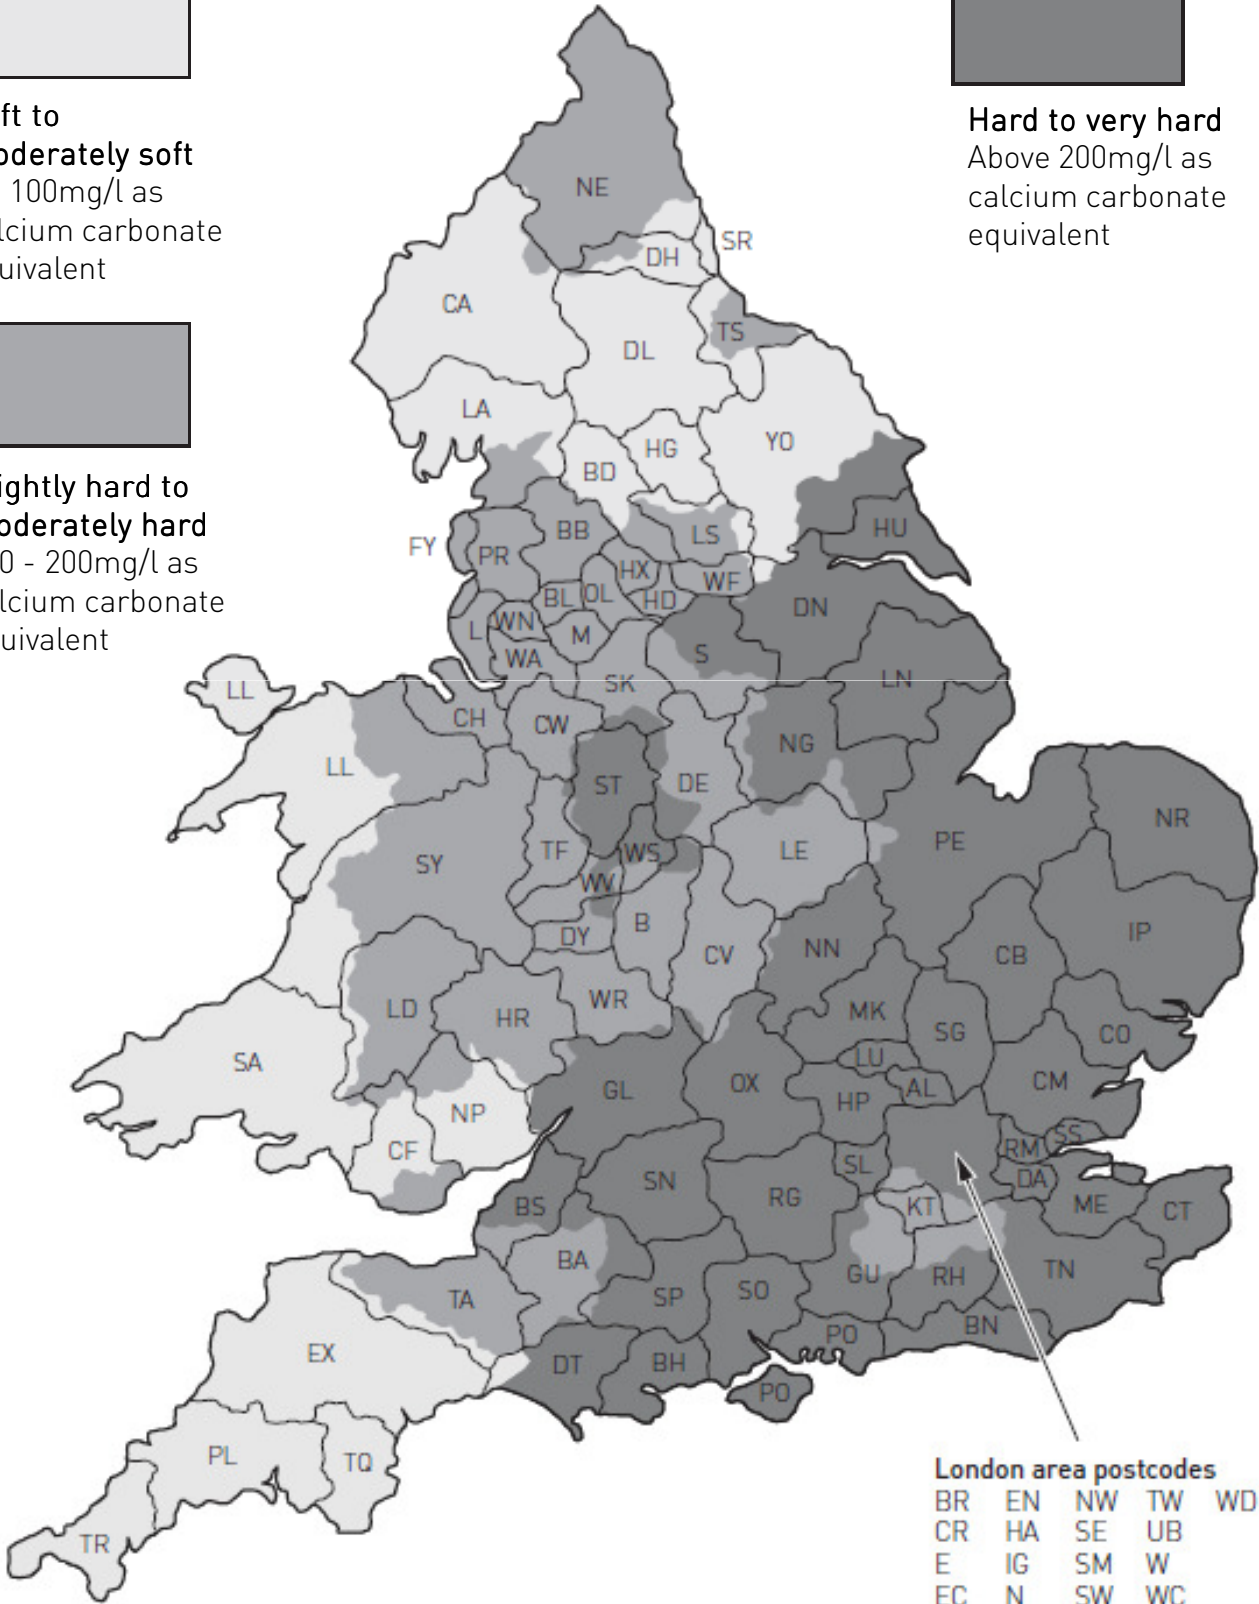 ft to
oderately soft
100mg/l as
lcium carbonate
uivalent
Hard to very hard
Above 200mg/l as
calcium carbonate
equivalent
ightly hard to
oderately hard
0 - 200mg/l as
lcium carbonate
quivalent
NE
SR
DH
CA
TS
DL
LA
YO
HG
BD
HU
BB
LS
FY
PR
HX
WF
BL
OL
HD
DN
L
WN
M
S
WA
SK
LN
LL
CH
CW
NG
LL
ST
DE
NR
PE
SY
TF
WS
LE
WV
B
IP
DY
CV
NN
CB
WR
LD
HR
MK
SG
CO
SA
LU
GL
OX
AL
CM
HP
NP
CF
RM
SS
SL
SN
RG
DA
BS
KT
ME
CT
BA
GU
RH
TN
TA
SP
SO
EX
PO
BN
DT
BH
PO
PL
TQ
TR
London area postcodes
BR EN NW TW WD
CR HA SE UB
E IG SM W
EC N SW WC